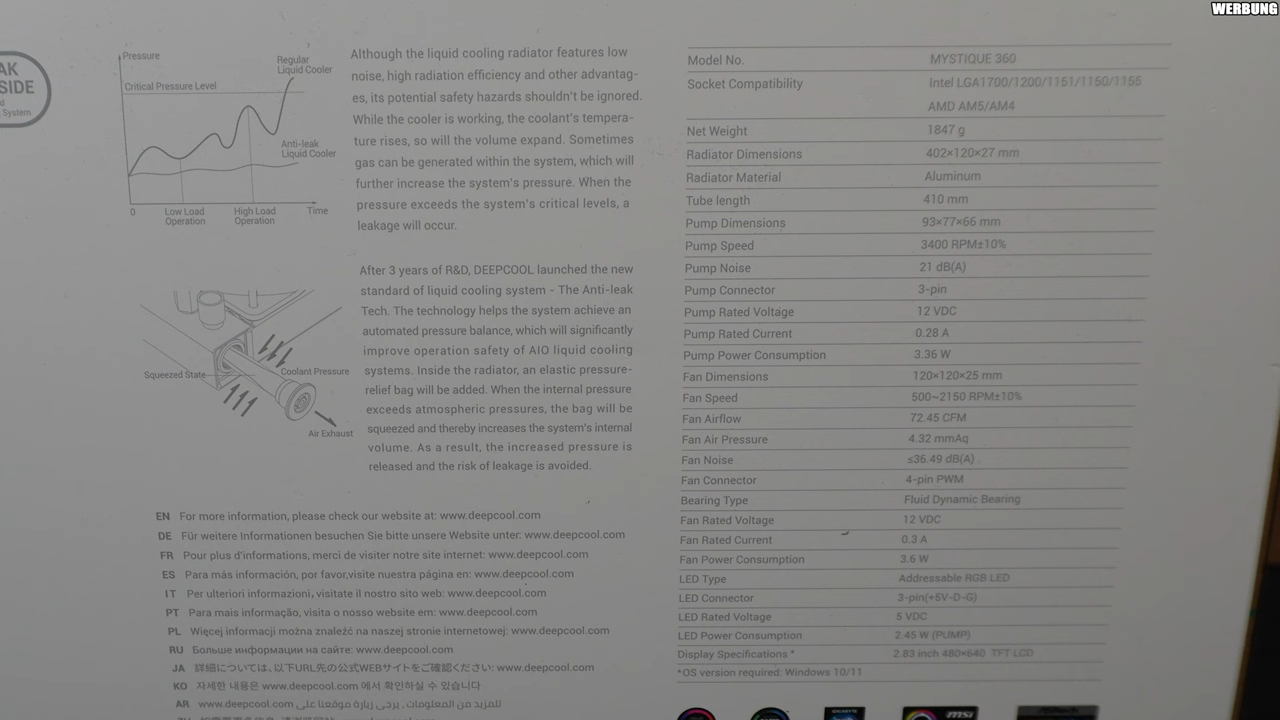 WERBUNG
AK
SIDE
System
Pressure
Regular
Liquid Cooler
Critical Pressure Level
Anti-leak
Liquid Cooler
0
Low Load
Operation
High Load
Operation
Time
Although the liquid cooling radiator features low
noise, high radiation efficiency and other advantag-
es, its potential safety hazards shouldn't be ignored.
While the cooler is working, the coolant's tempera-
ture rises, so will the volume expand. Sometimes
gas can be generated within the system, which will
further increase the system's pressure. When the
pressure exceeds the system's critical levels, a
leakage will occur.
Squeezed State
Coolant Pressure
Air Exhaust
After 3 years of R&D, DEEPCOOL launched the new
standard of liquid cooling system - The Anti-leak
Tech. The technology helps the system achieve an
automated pressure balance, which will significantly
improve operation safety of AIO liquid cooling
systems. Inside the radiator, an elastic pressure-
relief bag will be added. When the internal pressure
exceeds atmospheric pressures, the bag will be
squeezed and thereby increases the system's internal
volume. As a result, the increased pressure is
released and the risk of leakage is avoided.
EN For more information, please check our website at: www.deepcool.com
DE Für weitere Informationen besuchen Sie bitte unsere Website unter: www.deepcool.com
FR Pour plus d'informations, merci de visiter notre site internet: www.deepcool.com
ES Para más información, por favor,visite nuestra página en: www.deepcool.com
IT Per ulteriori informazioni, visitate il nostro sito web: www.deepcool.com
PT Para mais informação, visita o nosso website em: www.deepcool.com
PL Więcej informacji można znaleźć na naszej stronie internetowej: www.deepcool.com
RU Больше информации на сайте: www.deepcool.com
JA 詳細については、以下URL先の公式WEBサイトをご確認ください: www.deepcool.com
KO 자세한 내용은 www.deepcool.com 에서 확인하실 수 있습니다
AR للمزيد من المعلومات , يرجى زيارة موقعنا على www.deepcool.com
Model No. MYSTIQUE 360
Socket Compatibility Intel LGA1700/1200/1151/1150/1155
AMD AM5/AM4
Net Weight 1847 g
Radiator Dimensions 402×120×27 mm
Radiator Material Aluminum
Tube length 410 mm
Pump Dimensions 93×77×66 mm
Pump Speed 3400 RPM±10%
Pump Noise 21 dB(A)
Pump Connector 3-pin
Pump Rated Voltage 12 VDC
Pump Rated Current 0.28 A
Pump Power Consumption 3.36 W
Fan Dimensions 120×120×25 mm
Fan Speed 500~2150 RPM±10%
Fan Airflow 72.45 CFM
Fan Air Pressure 4.32 mmAq
Fan Noise ≤36.49 dB(A)
Fan Connector 4-pin PWM
Bearing Type Fluid Dynamic Bearing
Fan Rated Voltage 12 VDC
Fan Rated Current 0.3 A
Fan Power Consumption 3.6 W
LED Type Addressable RGB LED
LED Connector 3-pin(+5V-D-G)
LED Rated Voltage 5 VDC
LED Power Consumption 2.45 W (PUMP)
Display Specifications * 2.83 inch 480×640 TFT LCD
*OS version required: Windows 10/11
msi